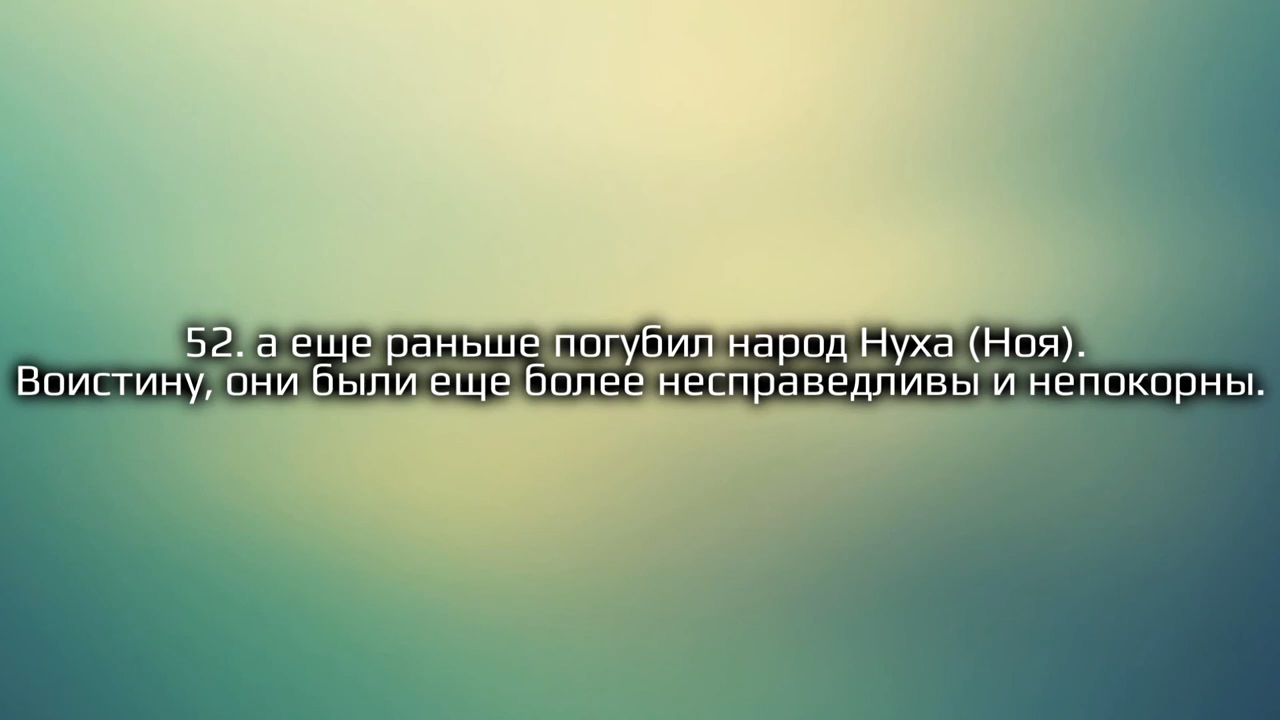 52. а еще раньше погубил народ Нуха (Ноя).
Воистину, они были еще более несправедливы и непокорны.